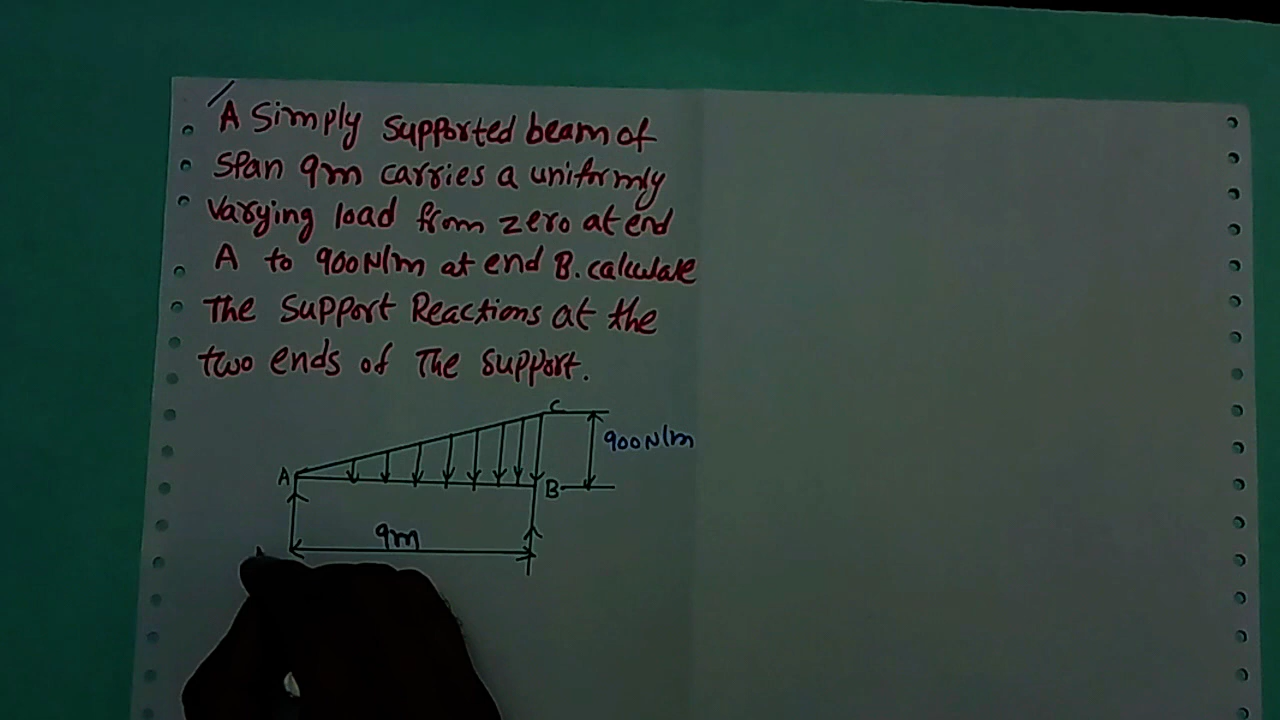 A Simply Supported beam of
Span 9m carries a uniformly
Varying load from zero at end
A to 900N/m at end B. calculate
The Support Reactions at the
two ends of The support.
C
900N/m
A
B
9m